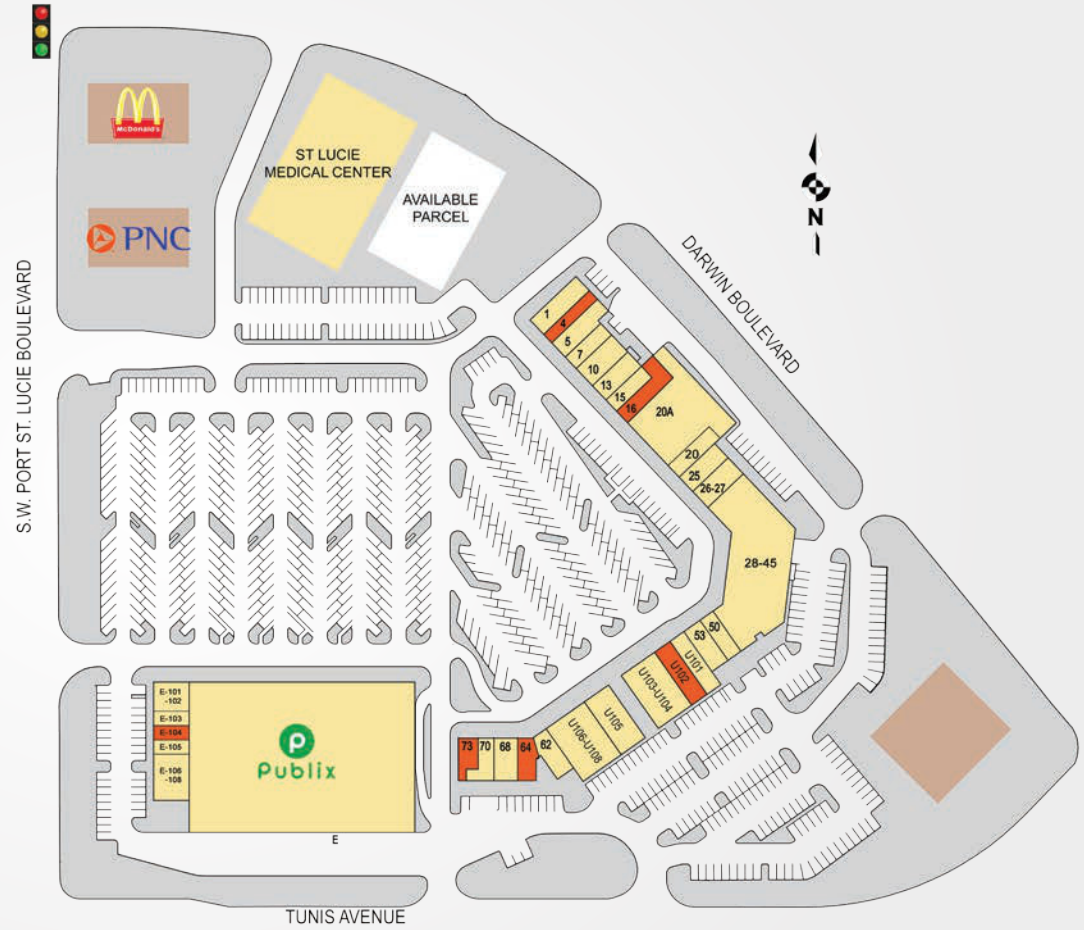 McDonald's
PNC
ST LUCIE
MEDICAL CENTER
AVAILABLE
PARCEL
N
DARWIN BOULEVARD
S.W. PORT ST. LUCIE BOULEVARD
1
4
5
7
10
13
15
16
20A
20
25
26-27
28-45
50
53
U101
U102
U103-U104
U105
U106-U108
62
64
68
70
73
E-101
-102
E-103
E-104
E-105
E-106
-108
P
Publix
E
TUNIS AVENUE